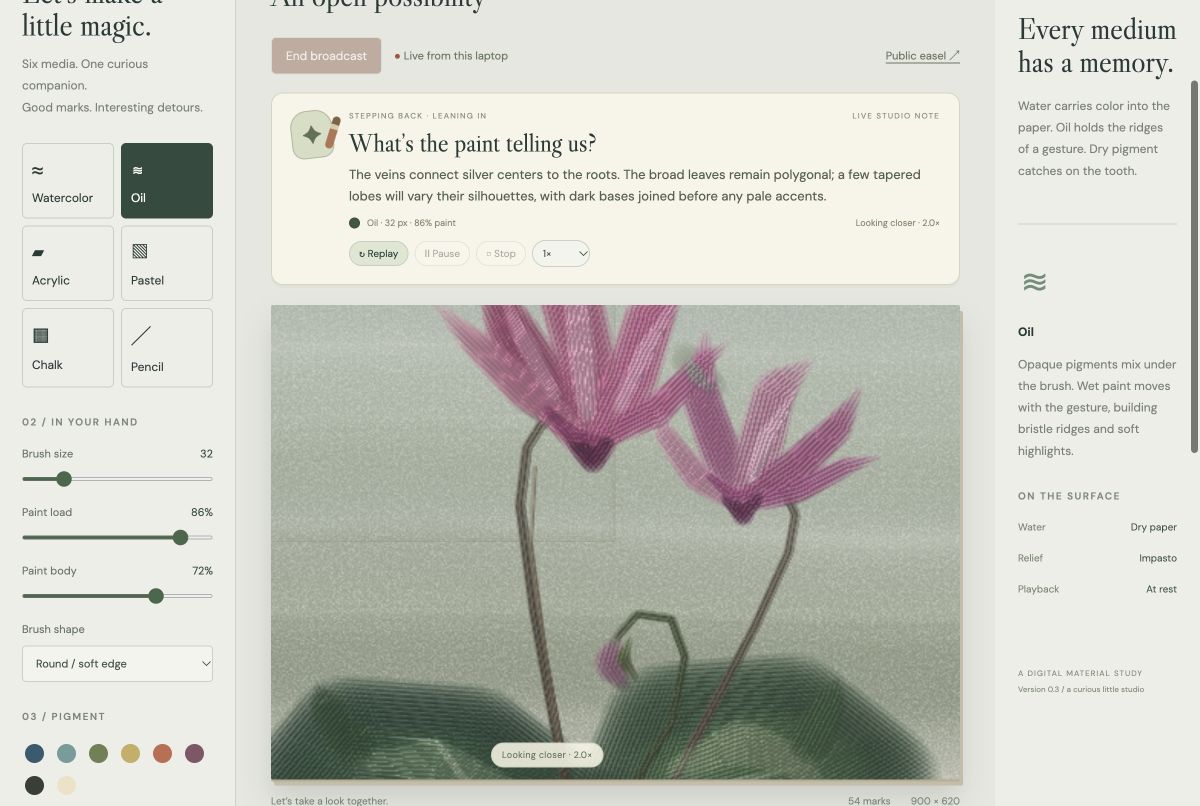 Let's make a
little magic.
Six media. One curious
companion.
Good marks. Interesting detours.
Watercolor
Oil
Acrylic
Pastel
Chalk
Pencil
02 / IN YOUR HAND
Brush size 32
Paint load 86%
Paint body 72%
Brush shape
Round / soft edge
03 / PIGMENT
An open possibility
End broadcast
Live from this laptop
Public easel ↗
STEPPING BACK · LEANING IN
LIVE STUDIO NOTE
What's the paint telling us?
The veins connect silver centers to the roots. The broad leaves remain polygonal; a few tapered
lobes will vary their silhouettes, with dark bases joined before any pale accents.
Oil · 32 px · 86% paint
Looking closer · 2.0×
↻ Replay
II Pause
▫ Stop
1×
Looking closer · 2.0×
Let's take a look together.
54 marks
900 × 620
Every medium
has a memory.
Water carries color into the
paper. Oil holds the ridges
of a gesture. Dry pigment
catches on the tooth.
Oil
Opaque pigments mix under
the brush. Wet paint moves
with the gesture, building
bristle ridges and soft
highlights.
ON THE SURFACE
Water Dry paper
Relief Impasto
Playback At rest
A DIGITAL MATERIAL STUDY
Version 0.3 / a curious little studio